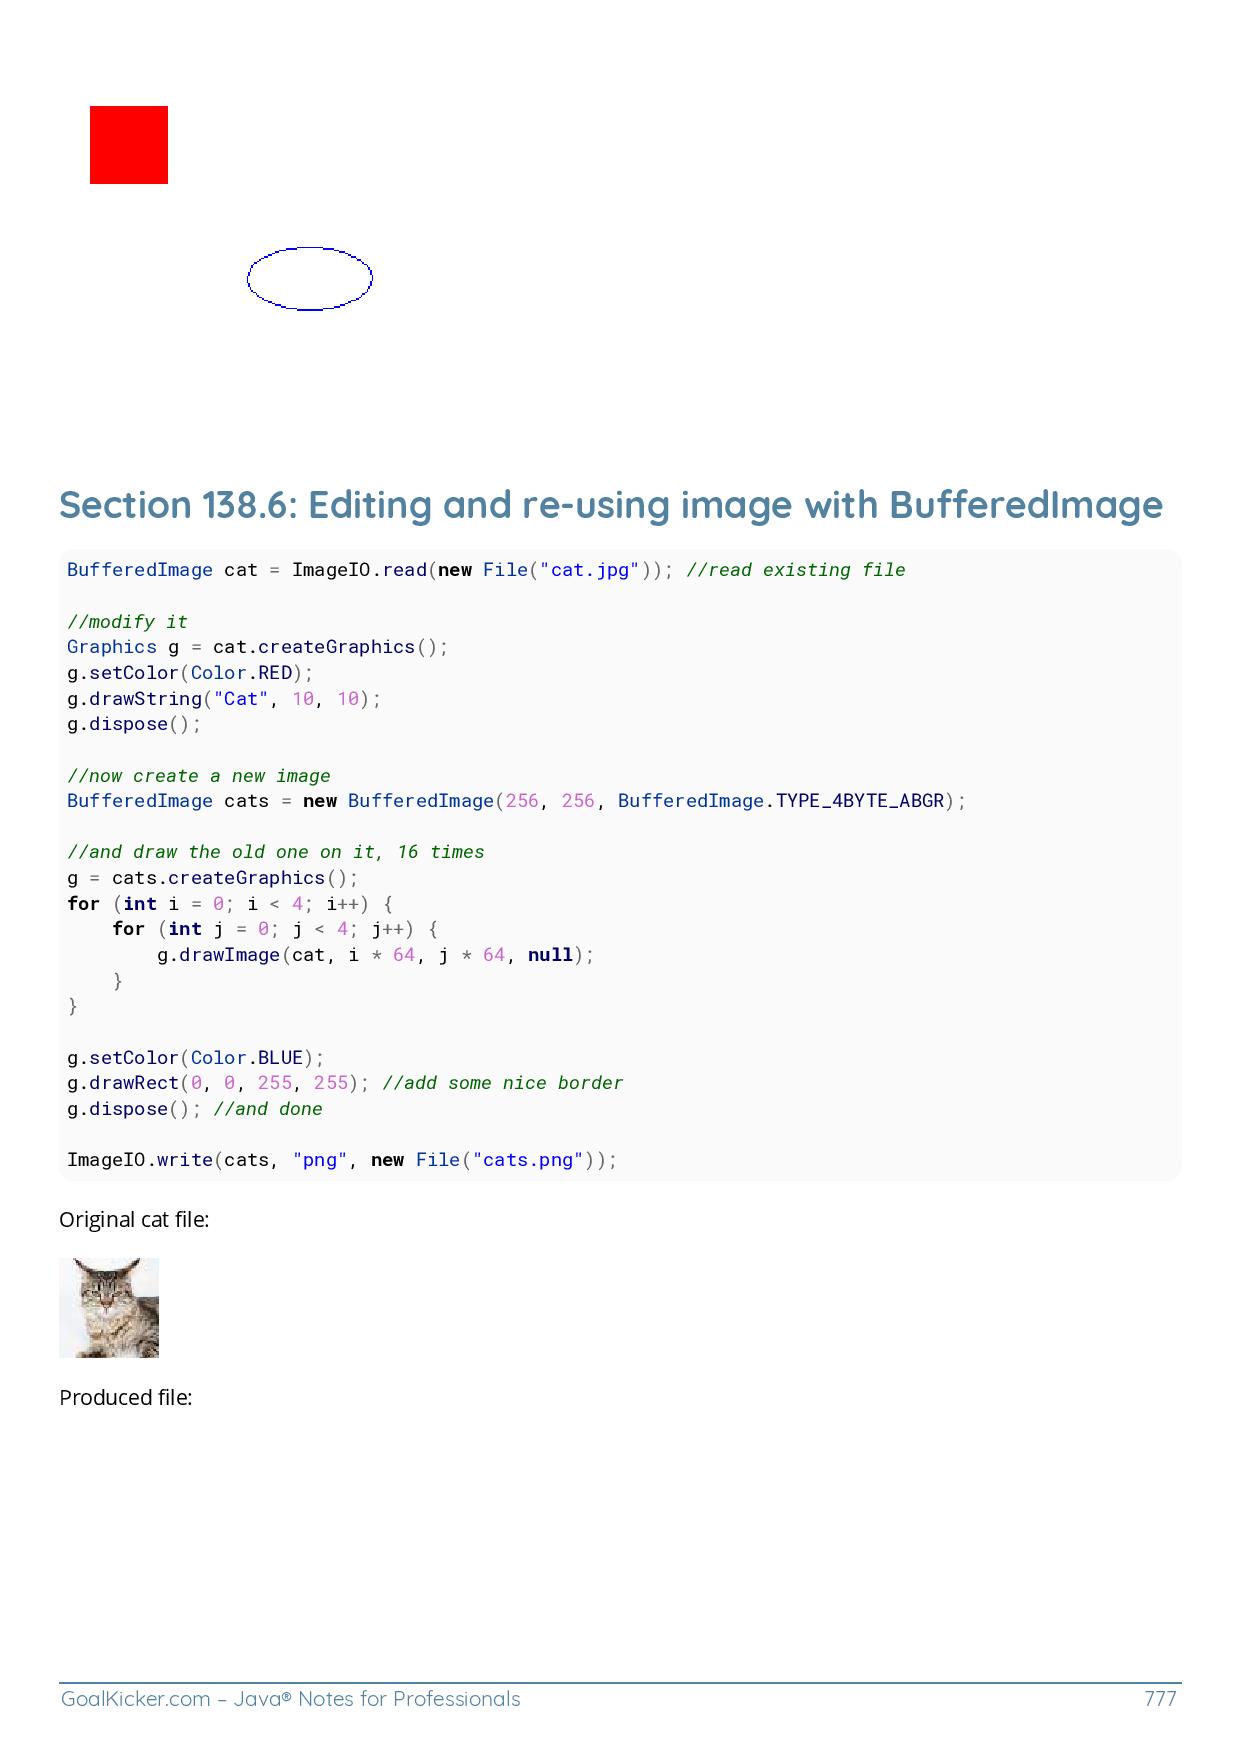 Section 138.6: Editing and re-using image with BufferedImage
BufferedImage cat = ImageIO.read(new File("cat.jpg")); //read existing file
//modify it
Graphics g = cat.createGraphics();
g.setColor(Color.RED);
g.drawString("Cat", 10, 10);
g.dispose();
//now create a new image
BufferedImage cats = new BufferedImage(256, 256, BufferedImage.TYPE_4BYTE_ABGR);
//and draw the old one on it, 16 times
g = cats.createGraphics();
for (int i = 0; i < 4; i++) {
    for (int j = 0; j < 4; j++) {
        g.drawImage(cat, i * 64, j * 64, null);
    }
}
g.setColor(Color.BLUE);
g.drawRect(0, 0, 255, 255); //add some nice border
g.dispose(); //and done
ImageIO.write(cats, "png", new File("cats.png"));
Original cat file:
Produced file:
GoalKicker.com – Java® Notes for Professionals 777